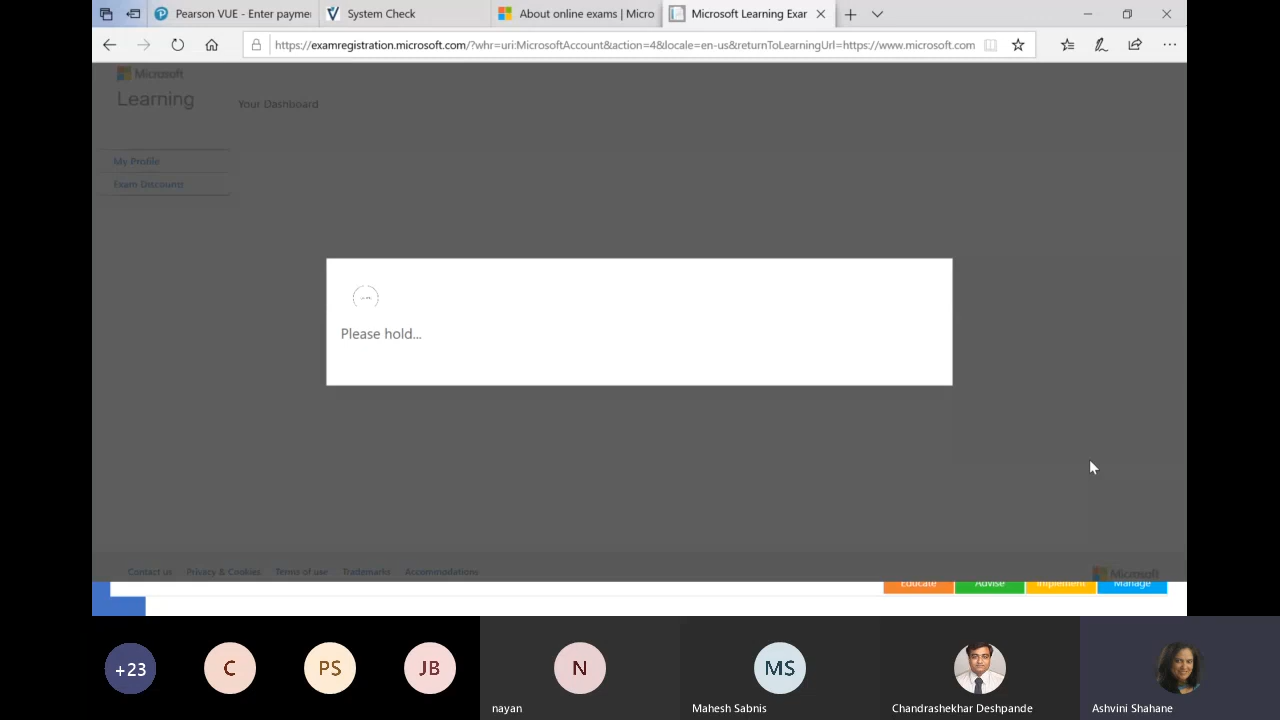 Pearson VUE - Enter payme
System Check
About online exams | Micro
Microsoft Learning Exar
https://examregistration.microsoft.com/?whr=uri:MicrosoftAccount&action=4&locale=en-us&returnToLearningUrl=https://www.microsoft.com
Microsoft
Learning
Your Dashboard
My Profile
Exam Discounts
Please hold...
Contact us Privacy & Cookies Terms of use Trademarks Accommodations
Microsoft
Educate Advise Implement Manage
+23
C
PS
JB
N
MS
nayan
Mahesh Sabnis
Chandrashekhar Deshpande
Ashvini Shahane